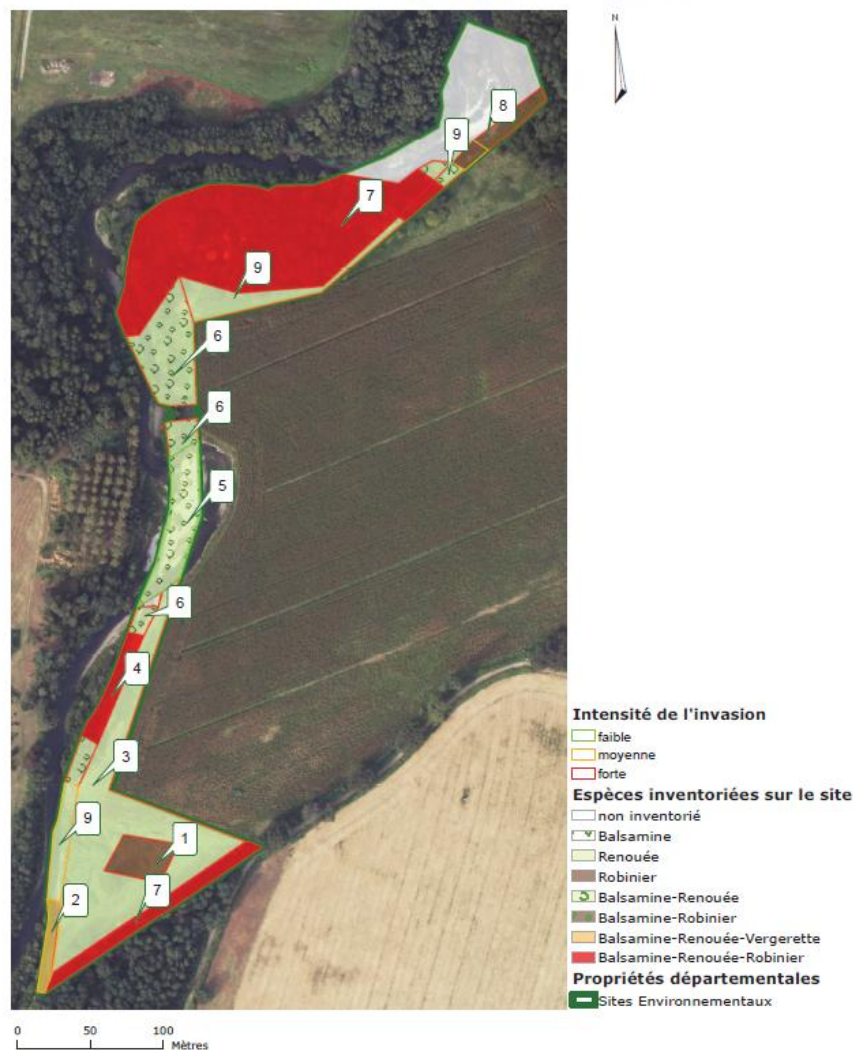 N
8
9
7
9
6
6
5
6
4
3
1
9
7
2
Intensité de l'invasion
faible
moyenne
forte
Espèces inventoriées sur le site
non inventorié
Balsamine
Renouée
Robinier
Balsamine-Renouée
Balsamine-Robinier
Balsamine-Renouée-Vergerette
Balsamine-Renouée-Robinier
Propriétés départementales
Sites Environnementaux
0 50 100
Mètres